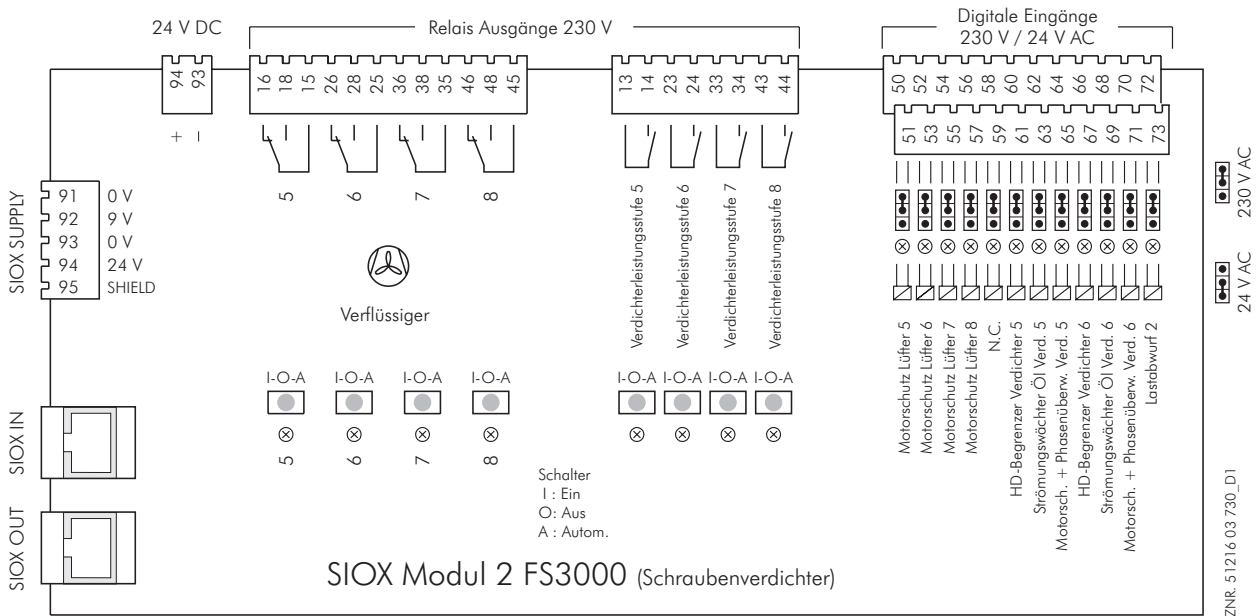 24 V DC
Relais Ausgänge 230 V
Digitale Eingänge
230 V / 24 V AC
94 93
16 18 15 26 28 25 36 38 35 46 48 45
13 14 23 24 33 34 43 44
50 52 54 56 58 60 62 64 66 68 70 72
51 53 55 57 59 61 63 65 67 69 71 73
+ –
5 6 7 8
Verdichterleistungsstufe 5
Verdichterleistungsstufe 6
Verdichterleistungsstufe 7
Verdichterleistungsstufe 8
230 V AC
24 V AC
SIOX SUPPLY
91 0 V
92 9 V
93 0 V
94 24 V
95 SHIELD
Verflüssiger
Motorschutz Lüfter 5
Motorschutz Lüfter 6
Motorschutz Lüfter 7
Motorschutz Lüfter 8
N.C.
HD-Begrenzer Verdichter 5
Strömungswächter Öl Verd. 5
Motorsch. + Phasenüberw. Verd. 5
HD-Begrenzer Verdichter 6
Strömungswächter Öl Verd. 6
Motorsch. + Phasenüberw. Verd. 6
Lastabwurf 2
I-O-A I-O-A I-O-A I-O-A
I-O-A I-O-A I-O-A I-O-A
5 6 7 8
SIOX IN
SIOX OUT
Schalter
I : Ein
O: Aus
A : Autom.
SIOX Modul 2 FS3000 (Schraubenverdichter)
ZNR. 51216 03 730_D1